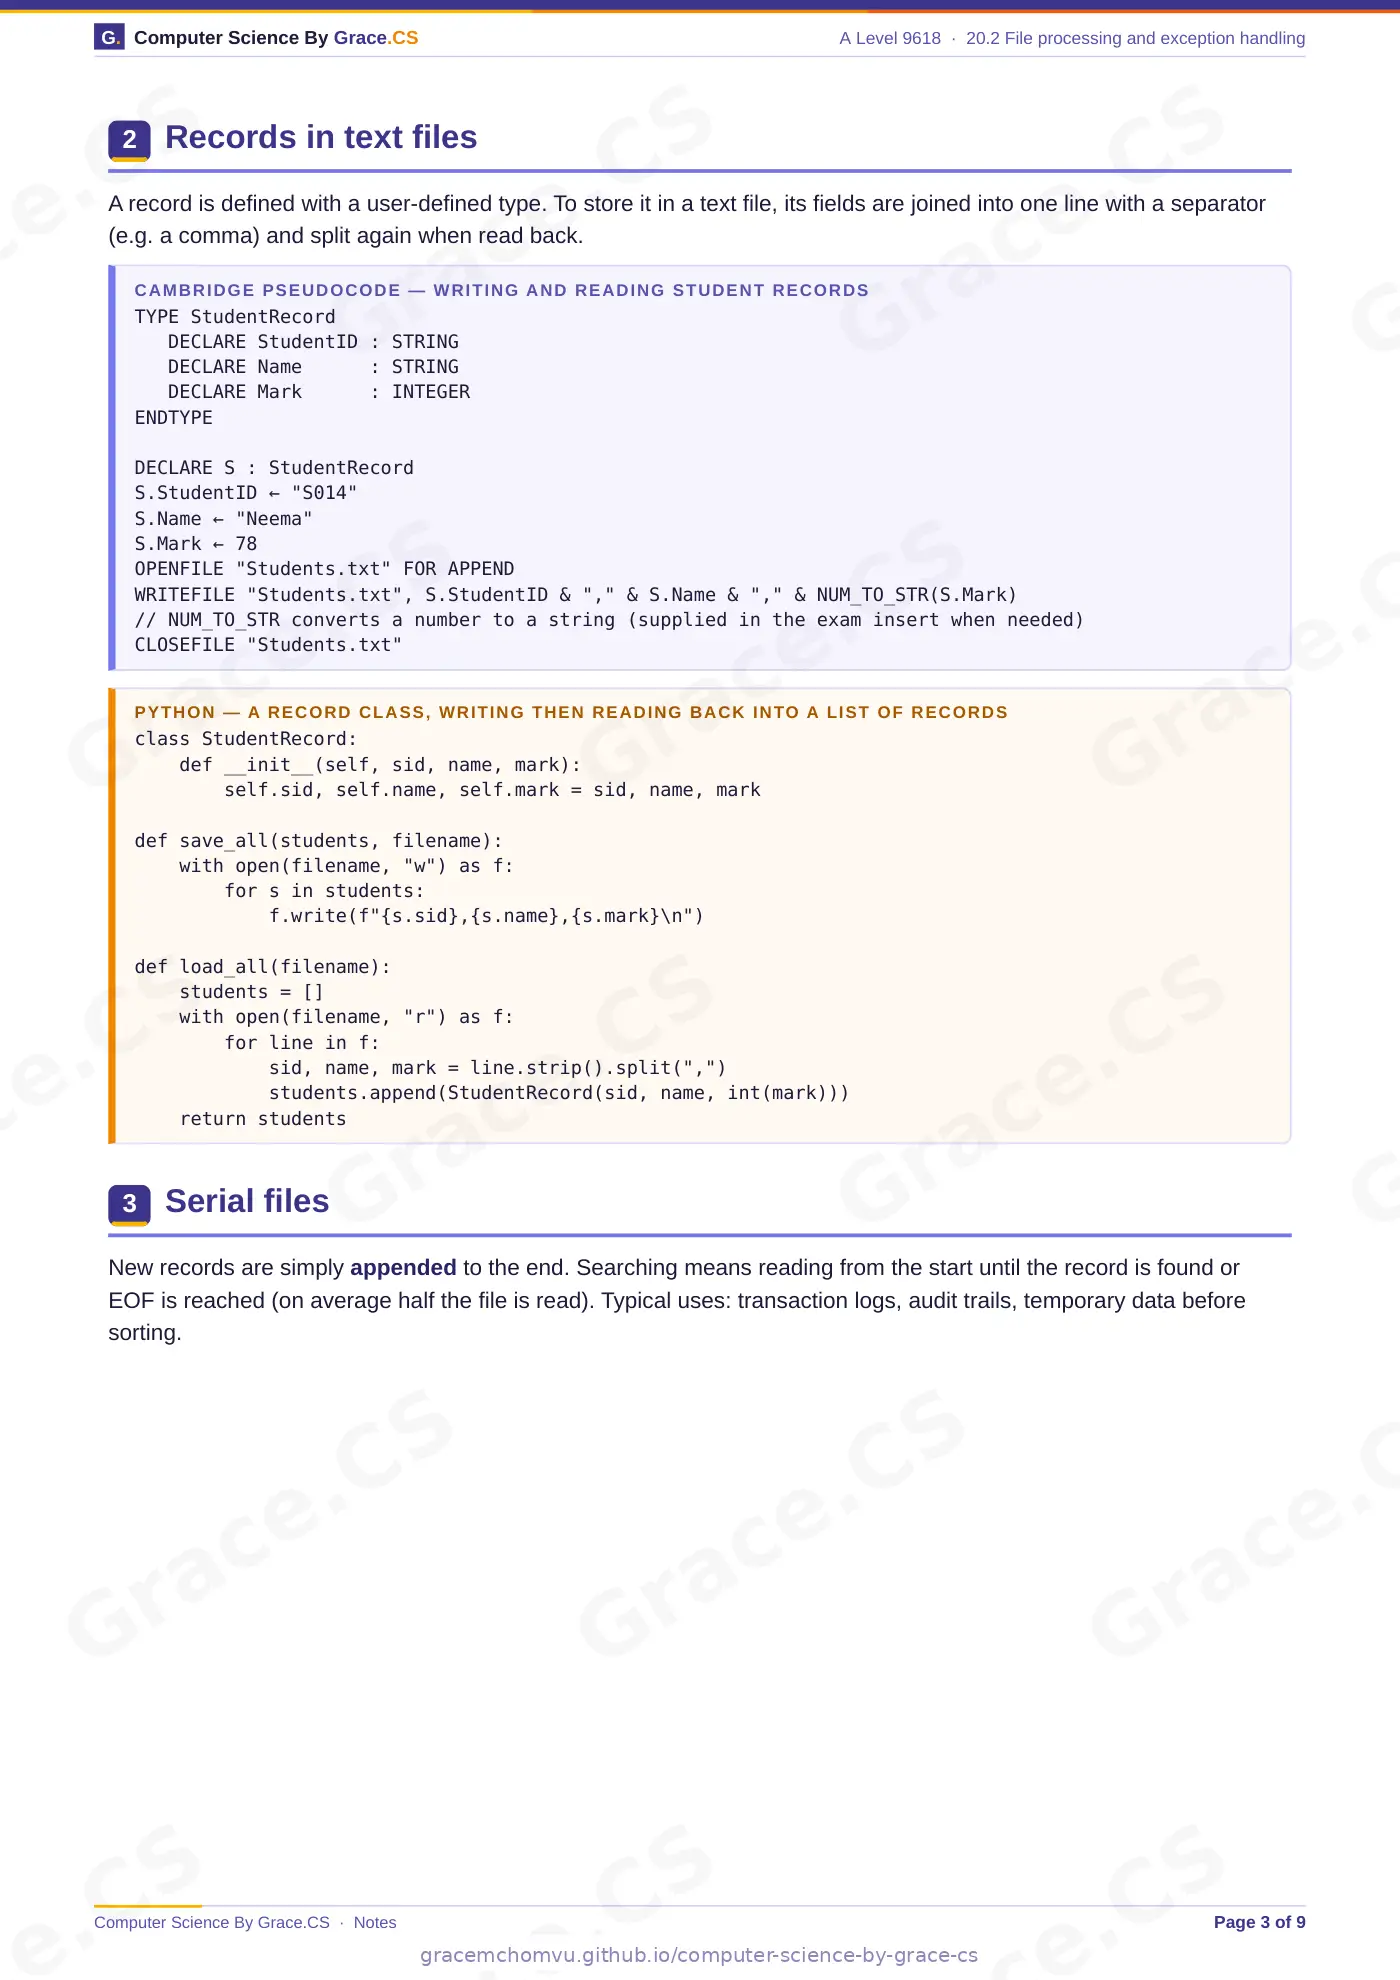 G. Computer Science By Grace.CS
A Level 9618 · 20.2 File processing and exception handling
2 Records in text files
A record is defined with a user-defined type. To store it in a text file, its fields are joined into one line with a separator
(e.g. a comma) and split again when read back.
CAMBRIDGE PSEUDOCODE — WRITING AND READING STUDENT RECORDS
TYPE StudentRecord
   DECLARE StudentID : STRING
   DECLARE Name      : STRING
   DECLARE Mark      : INTEGER
ENDTYPE

DECLARE S : StudentRecord
S.StudentID ← "S014"
S.Name ← "Neema"
S.Mark ← 78
OPENFILE "Students.txt" FOR APPEND
WRITEFILE "Students.txt", S.StudentID & "," & S.Name & "," & NUM_TO_STR(S.Mark)
// NUM_TO_STR converts a number to a string (supplied in the exam insert when needed)
CLOSEFILE "Students.txt"
PYTHON — A RECORD CLASS, WRITING THEN READING BACK INTO A LIST OF RECORDS
class StudentRecord:
    def __init__(self, sid, name, mark):
        self.sid, self.name, self.mark = sid, name, mark

def save_all(students, filename):
    with open(filename, "w") as f:
        for s in students:
            f.write(f"{s.sid},{s.name},{s.mark}\n")

def load_all(filename):
    students = []
    with open(filename, "r") as f:
        for line in f:
            sid, name, mark = line.strip().split(",")
            students.append(StudentRecord(sid, name, int(mark)))
    return students
3 Serial files
New records are simply appended to the end. Searching means reading from the start until the record is found or
EOF is reached (on average half the file is read). Typical uses: transaction logs, audit trails, temporary data before
sorting.
Computer Science By Grace.CS · Notes
Page 3 of 9
gracemchomvu.github.io/computer-science-by-grace-cs